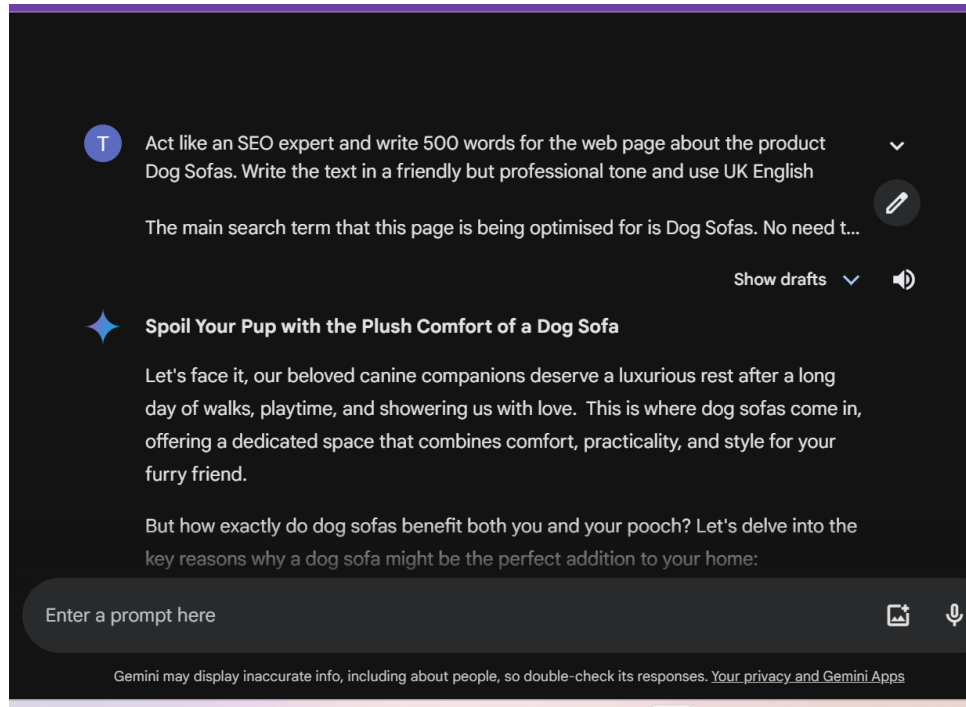 T
Act like an SEO expert and write 500 words for the web page about the product
Dog Sofas. Write the text in a friendly but professional tone and use UK English
The main search term that this page is being optimised for is Dog Sofas. No need t...
Show drafts
Spoil Your Pup with the Plush Comfort of a Dog Sofa
Let's face it, our beloved canine companions deserve a luxurious rest after a long
day of walks, playtime, and showering us with love. This is where dog sofas come in,
offering a dedicated space that combines comfort, practicality, and style for your
furry friend.
But how exactly do dog sofas benefit both you and your pooch? Let's delve into the
key reasons why a dog sofa might be the perfect addition to your home:
Enter a prompt here
Gemini may display inaccurate info, including about people, so double-check its responses. Your privacy and Gemini Apps